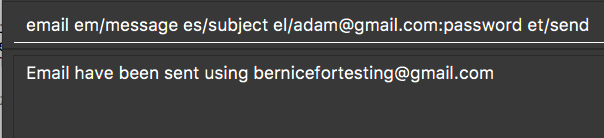 email em/message es/subject el/adam@gmail.com:password et/send
Email have been sent using bernicefortesting@gmail.com